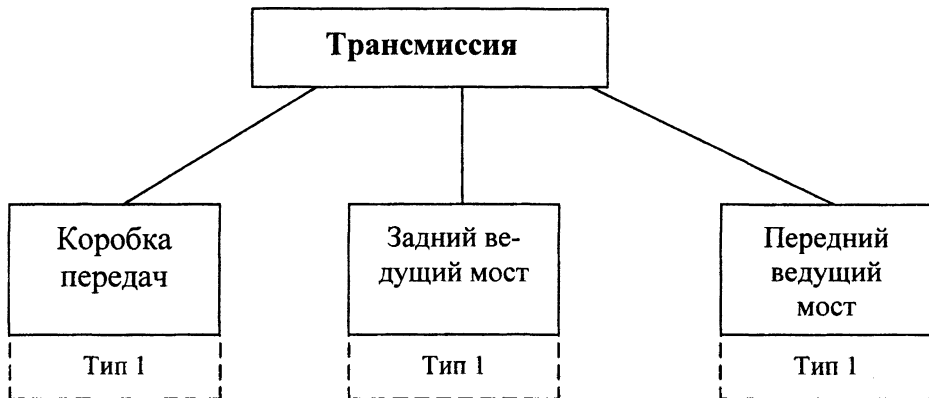 Трансмиссия
Коробка
передач
Задний ве-
дущий мост
Передний
ведущий
мост
Тип 1
Тип 1
Тип 1